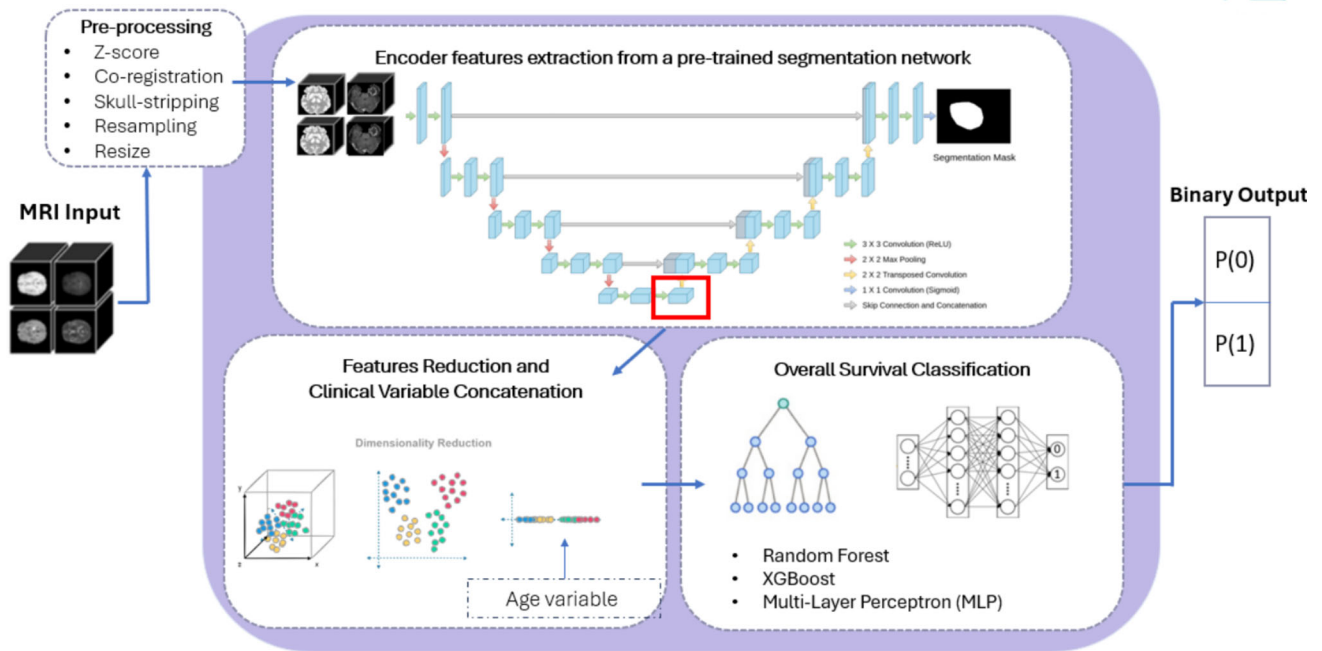 Pre-processing
• Z-score
• Co-registration
• Skull-stripping
• Resampling
• Resize
MRI Input
Encoder features extraction from a pre-trained segmentation network
Segmentation Mask
3 X 3 Convolution (ReLU)
2 X 2 Max Pooling
2 X 2 Transposed Convolution
1 X 1 Convolution (Sigmoid)
Skip Connection and Concatenation
Features Reduction and
Clinical Variable Concatenation
Dimensionality Reduction
y
z
x
Age variable
Overall Survival Classification
0
1
• Random Forest
• XGBoost
• Multi-Layer Perceptron (MLP)
Binary Output
P(0)
P(1)